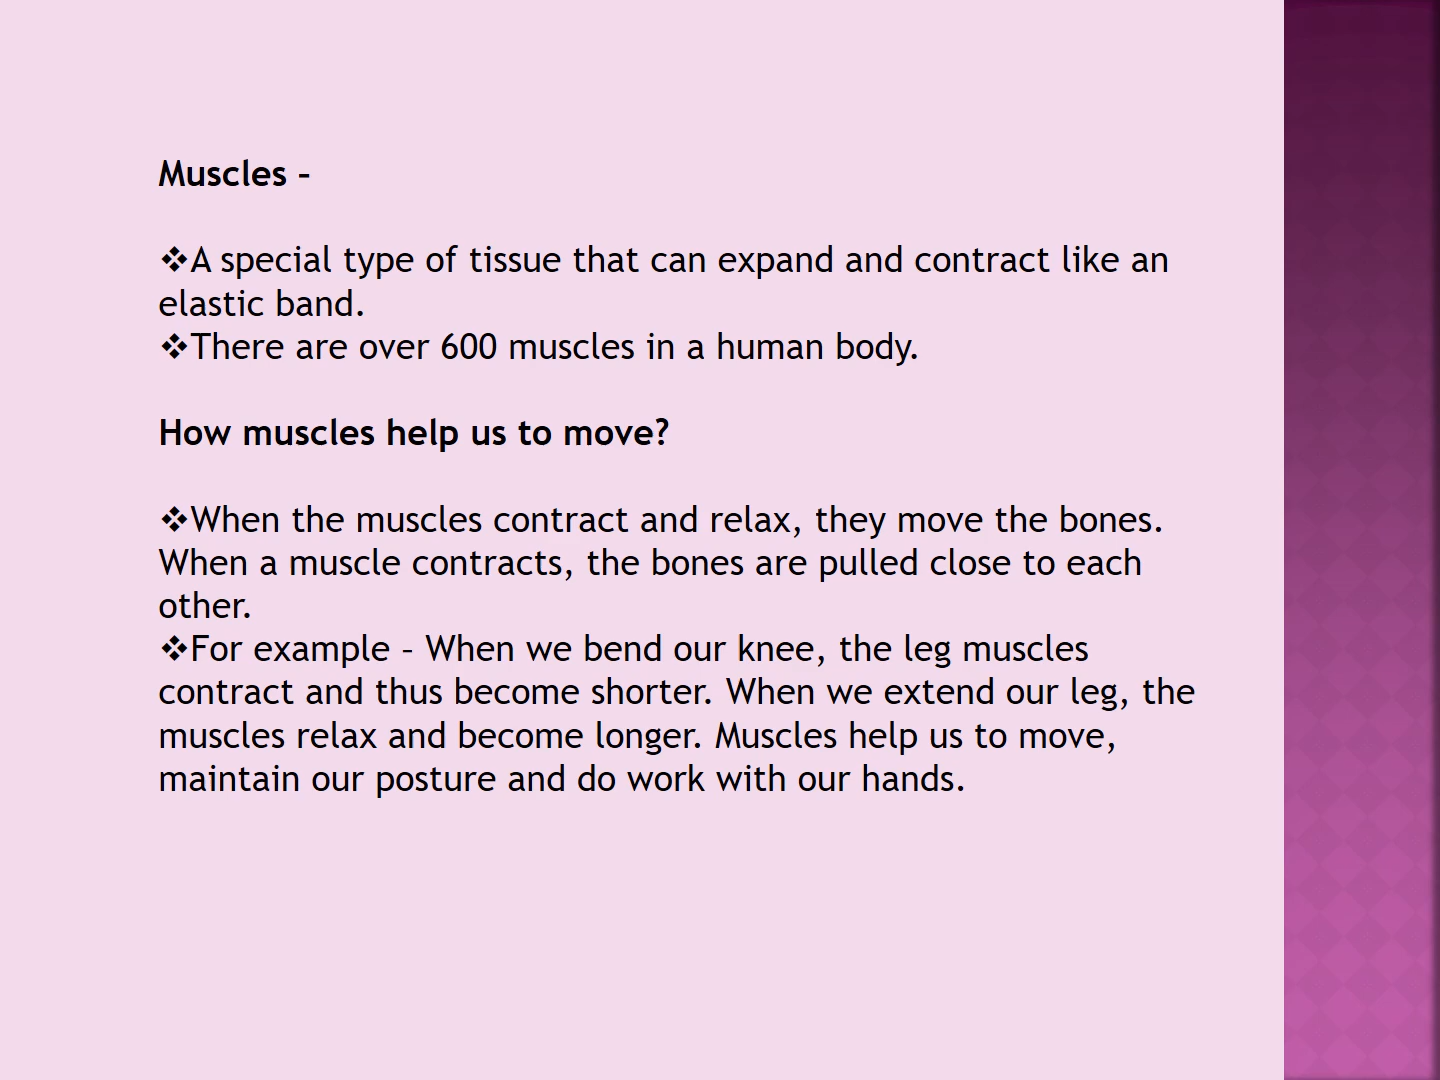 Muscles –
❖A special type of tissue that can expand and contract like an
elastic band.
❖There are over 600 muscles in a human body.
How muscles help us to move?
❖When the muscles contract and relax, they move the bones.
When a muscle contracts, the bones are pulled close to each
other.
❖For example – When we bend our knee, the leg muscles
contract and thus become shorter. When we extend our leg, the
muscles relax and become longer. Muscles help us to move,
maintain our posture and do work with our hands.